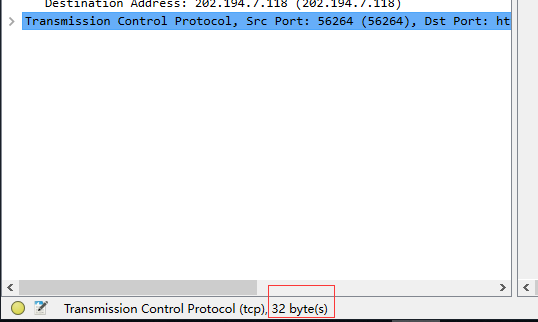 Destination Address: 202.194.7.118 (202.194.7.118)
Transmission Control Protocol, Src Port: 56264 (56264), Dst Port: ht
Transmission Control Protocol (tcp), 32 byte(s)